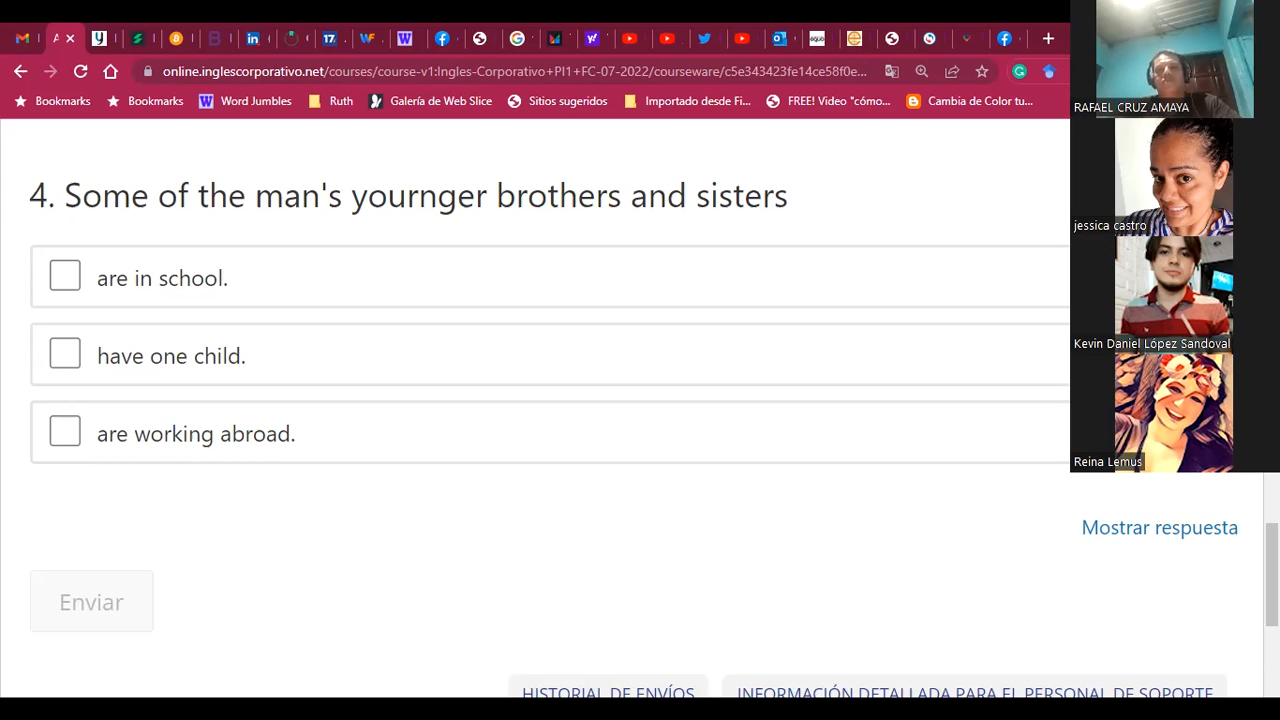 17
online.inglescorporativo.net/courses/course-v1:Ingles-Corporativo+PI1+FC-07-2022/courseware/c5e343423fe14ce58f0e...
Bookmarks
Bookmarks
Word Jumbles
Ruth
Galería de Web Slice
Sitios sugeridos
Importado desde Fi...
FREE! Video "cómo...
Cambia de Color tu...
RAFAEL CRUZ AMAYA
jessica castro
Kevin Daniel López Sandoval
Reina Lemus
4. Some of the man's yournger brothers and sisters
are in school.
have one child.
are working abroad.
Mostrar respuesta
Enviar
HISTORIAL DE ENVÍOS
INFORMACIÓN DETALLADA PARA EL PERSONAL DE SOPORTE